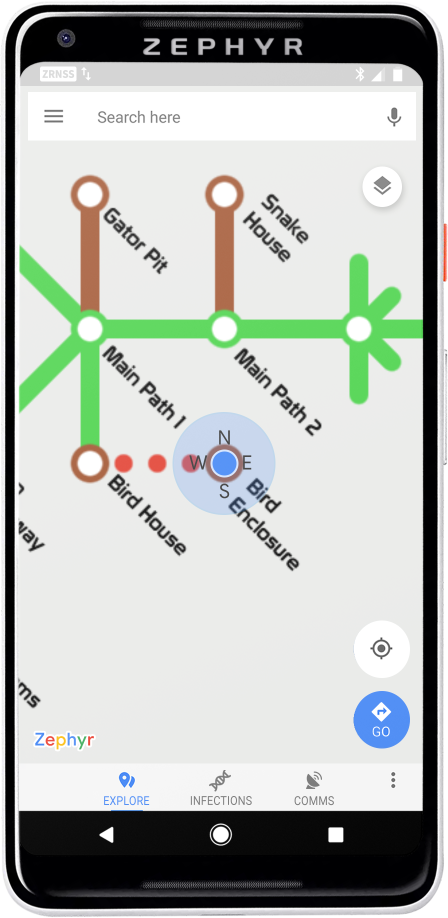 ZEPHYR
ZRNSS
Search here
Gator Pit
Snake
House
Main Path 1
Main Path 2
N
W E
S
Bird House
Bird
Enclosure
way
ms
Zephyr
GO
EXPLORE INFECTIONS COMMS